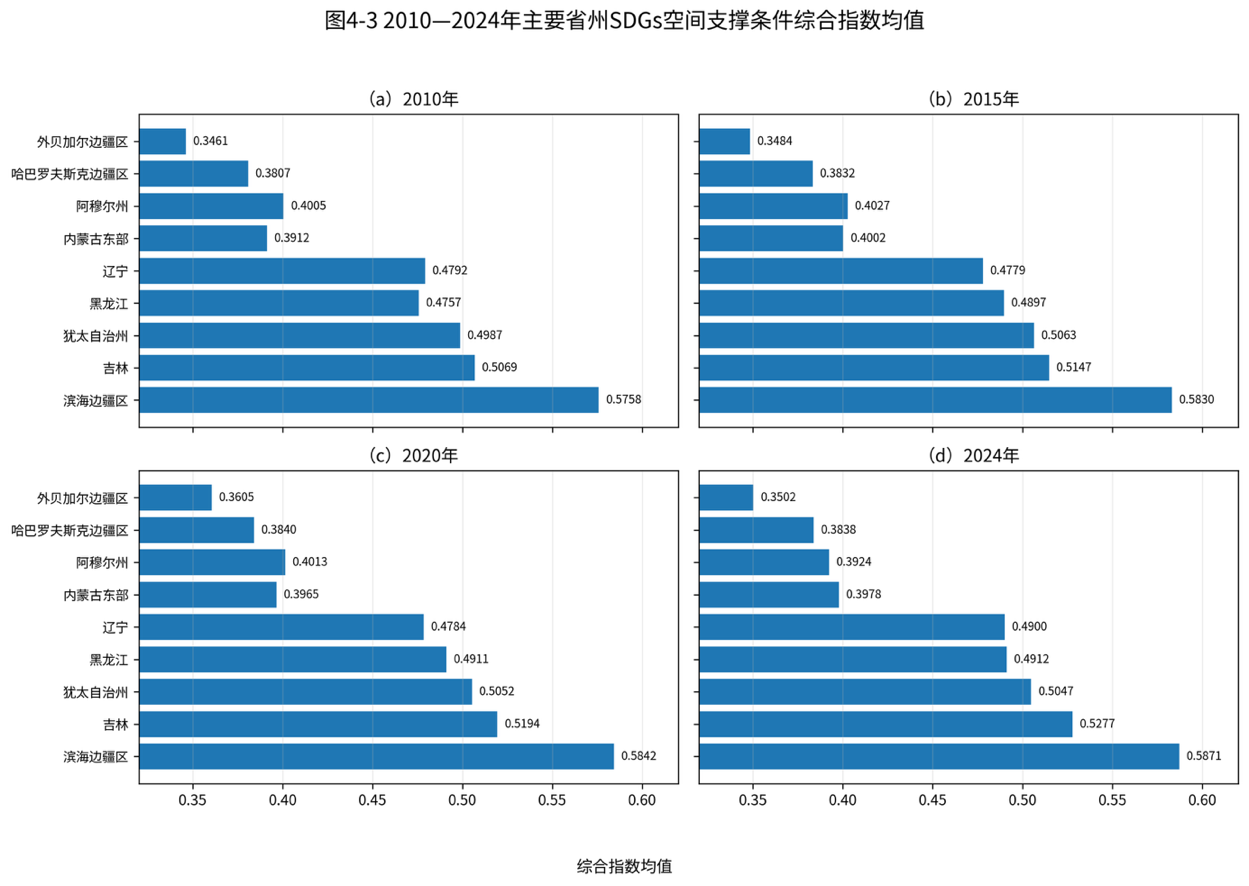 图4-3 2010—2024年主要省州SDGs空间支撑条件综合指数均值
（a）2010年
外贝加尔边疆区 0.3461
哈巴罗夫斯克边疆区 0.3807
阿穆尔州 0.4005
内蒙古东部 0.3912
辽宁 0.4792
黑龙江 0.4757
犹太自治州 0.4987
吉林 0.5069
滨海边疆区 0.5758
（b）2015年
0.3484
0.3832
0.4027
0.4002
0.4779
0.4897
0.5063
0.5147
0.5830
（c）2020年
外贝加尔边疆区 0.3605
哈巴罗夫斯克边疆区 0.3840
阿穆尔州 0.4013
内蒙古东部 0.3965
辽宁 0.4784
黑龙江 0.4911
犹太自治州 0.5052
吉林 0.5194
滨海边疆区 0.5842
0.35 0.40 0.45 0.50 0.55 0.60
（d）2024年
0.3502
0.3838
0.3924
0.3978
0.4900
0.4912
0.5047
0.5277
0.5871
0.35 0.40 0.45 0.50 0.55 0.60
综合指数均值